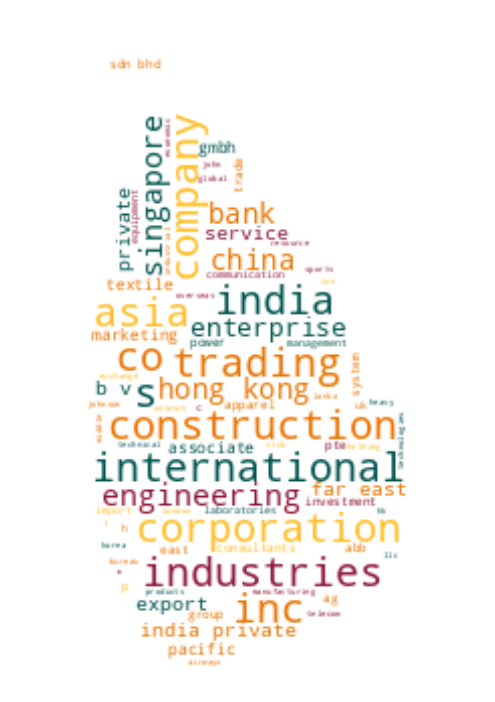 sdn bhd
singapore
company
gmbh
john
global
trade
private
equipment
bank
service
resource
china
communication
sports
textile
overseas
india
asia
enterprise
marketing
power
management
co
trading
system
exchange
b v
s
hong kong
lanka
heavy
johnson
network
c
apparel
uk
construction
technical
associate
pte
holding
technologies
international
engineering
far east
investment
import
london
laboratories
h
corporation
korea
east
consultants
abb
llc
bureau
industries
p
products
manufacturing
export
inc
ag
group
telecom
india private
pacific
airways